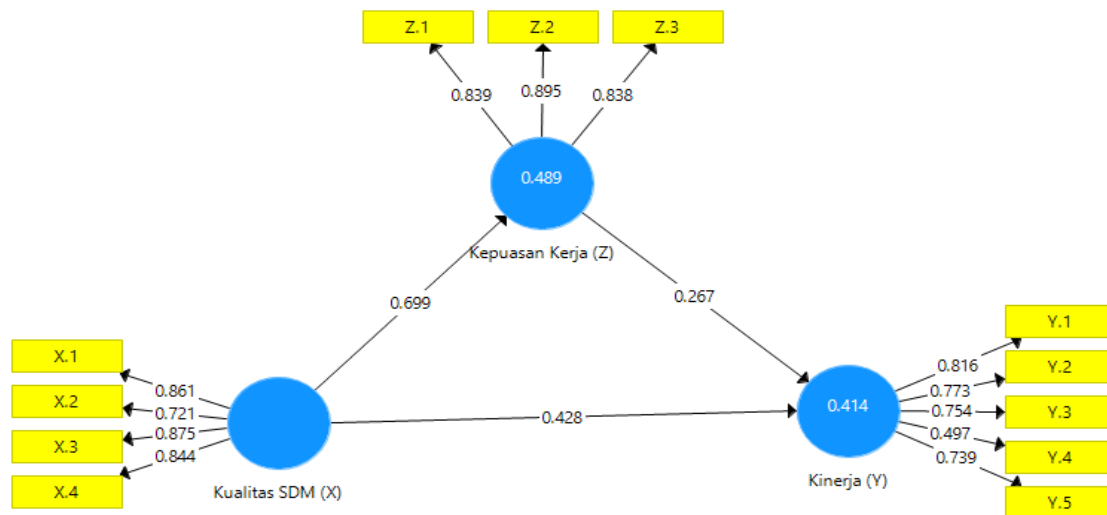 Z.1
Z.2
Z.3
0.839
0.895
0.838
0.489
Kepuasan Kerja (Z)
0.699
0.267
X.1
X.2
X.3
X.4
0.861
0.721
0.875
0.844
Kualitas SDM (X)
0.428
0.414
Kinerja (Y)
0.816
0.773
0.754
0.497
0.739
Y.1
Y.2
Y.3
Y.4
Y.5